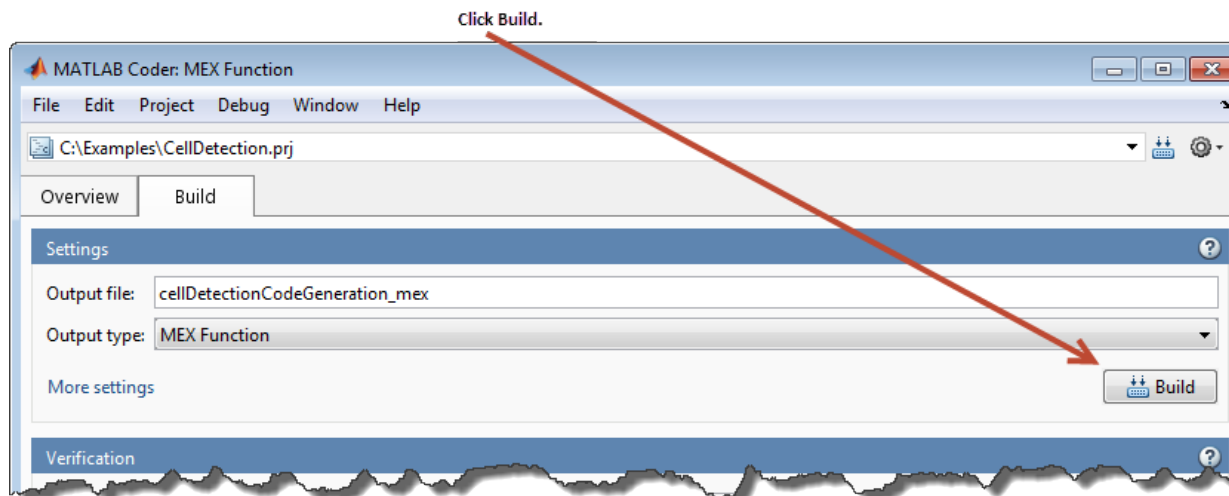 Click Build.
MATLAB Coder: MEX Function
File Edit Project Debug Window Help
C:\Examples\CellDetection.prj
Overview Build
Settings
Output file: cellDetectionCodeGeneration_mex
Output type: MEX Function
More settings Build
Verification